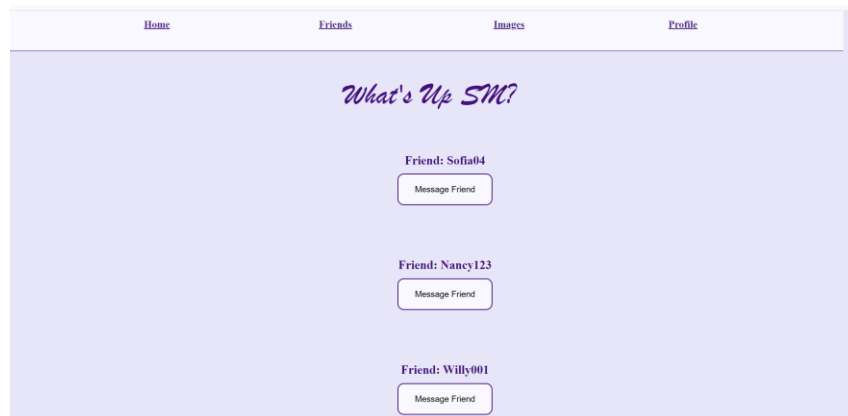 Home Friends Images Profile
What's Up SM?
Friend: Sofia04
Message Friend
Friend: Nancy123
Message Friend
Friend: Willy001
Message Friend